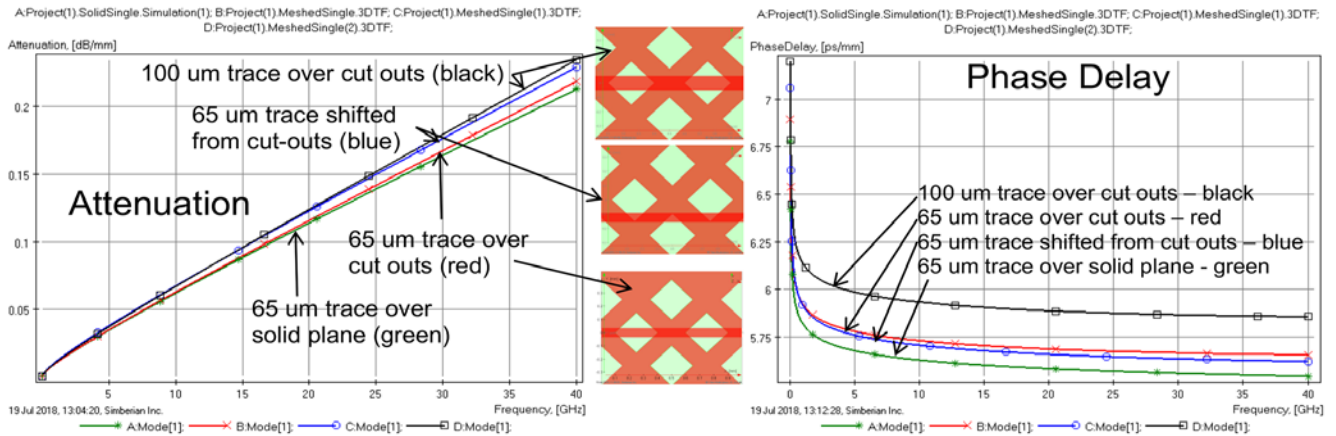 A:Project(1).SolidSingle.Simulation(1); B:Project(1).MeshedSingle.3DTF; C:Project(1).MeshedSingle(1).3DTF;
D:Project(1).MeshedSingle(2).3DTF;
Attenuation, [dB/mm]
0.2
0.15
0.1
0.05
5
10
15
20
25
30
35
40
Frequency, [GHz]
100 um trace over cut outs (black)
65 um trace shifted
from cut-outs (blue)
Attenuation
65 um trace over
cut outs (red)
65 um trace over
solid plane (green)
19 Jul 2018, 13:04:20, Simberian Inc.
A:Mode[1];
B:Mode[1];
C:Mode[1];
D:Mode[1];
A:Project(1).SolidSingle.Simulation(1); B:Project(1).MeshedSingle.3DTF; C:Project(1).MeshedSingle(1).3DTF;
D:Project(1).MeshedSingle(2).3DTF;
PhaseDelay, [ps/mm]
Phase Delay
7
6.75
6.5
6.25
6
5.75
100 um trace over cut outs – black
65 um trace over cut outs – red
65 um trace shifted from cut outs – blue
65 um trace over solid plane - green
0
5
10
15
20
25
30
35
40
Frequency, [GHz]
19 Jul 2018, 13:12:28, Simberian Inc.
A:Mode[1];
B:Mode[1];
C:Mode[1];
D:Mode[1];